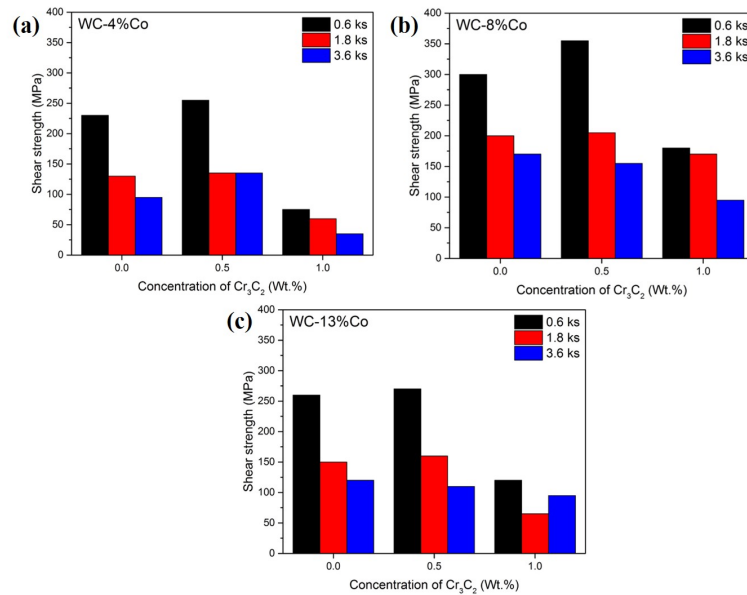 (a)
WC-4%Co
0.6 ks
1.8 ks
3.6 ks
400
350
300
250
200
150
100
50
0
Shear strength (MPa)
0.0 0.5 1.0
Concentration of Cr₃C₂ (Wt.%)
(b)
WC-8%Co
0.6 ks
1.8 ks
3.6 ks
400
350
300
250
200
150
100
50
0
Shear strength (MPa)
0.0 0.5 1.0
Concentration of Cr₃C₂ (Wt.%)
(c)
WC-13%Co
0.6 ks
1.8 ks
3.6 ks
400
350
300
250
200
150
100
50
0
Shear strength (MPa)
0.0 0.5 1.0
Concentration of Cr₃C₂ (Wt.%)